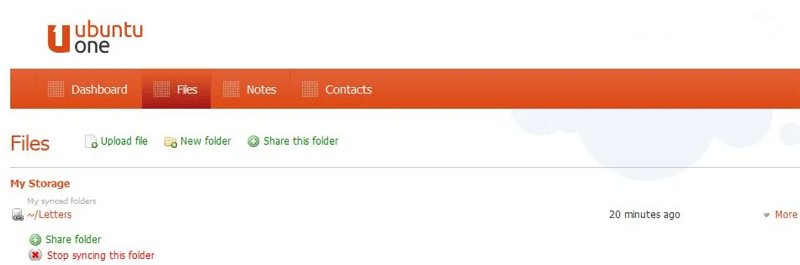 ubuntu
one
Dashboard Files Notes Contacts
Files Upload file New folder Share this folder
My Storage
My synced folders
~/Letters 20 minutes ago More
Share folder
Stop syncing this folder